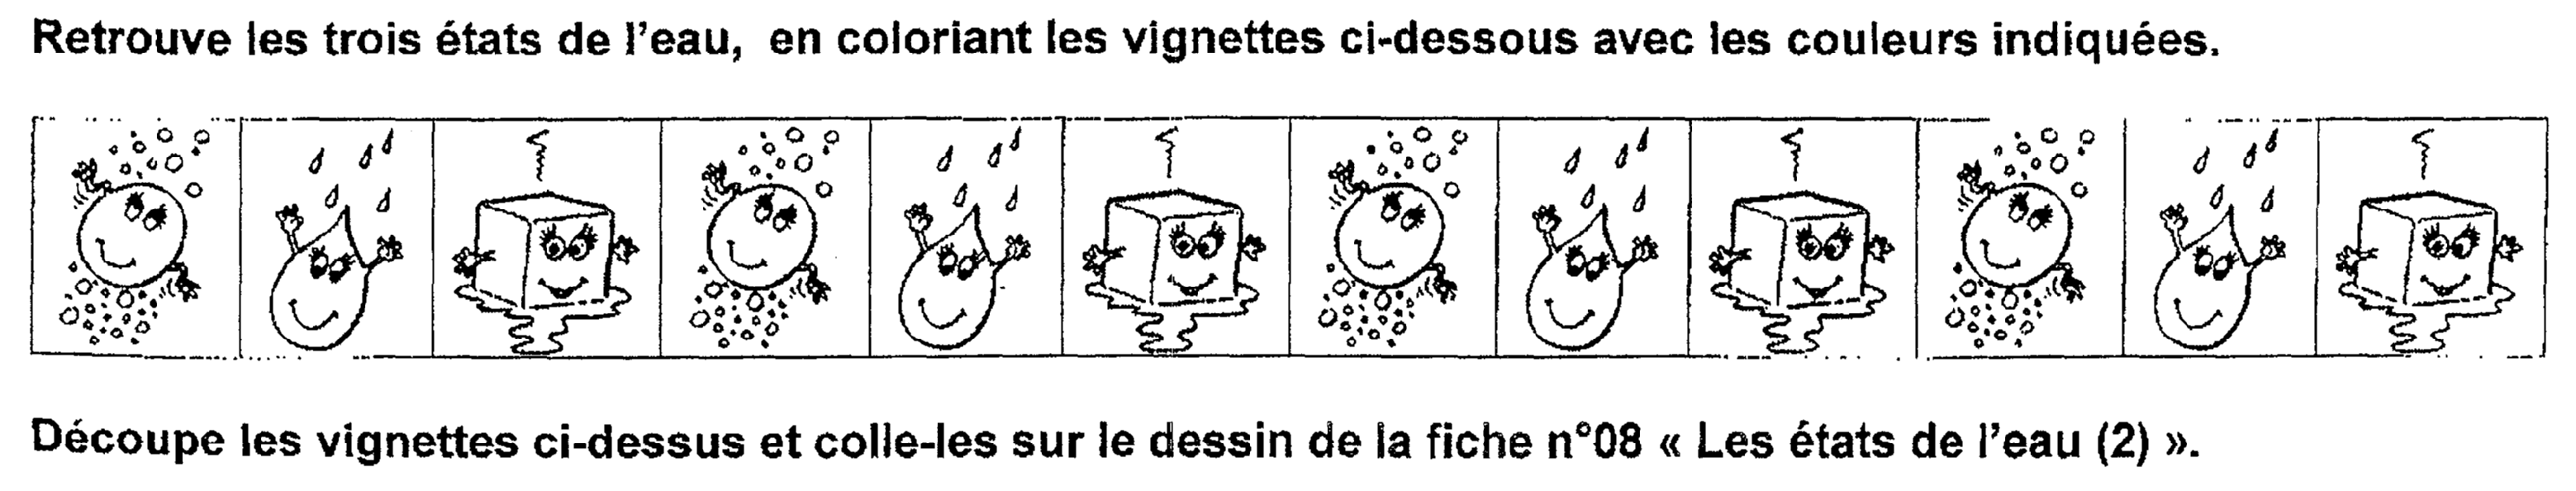 Retrouve les trois états de l'eau, en coloriant les vignettes ci-dessous avec les couleurs indiquées.
Découpe les vignettes ci-dessus et colle-les sur le dessin de la fiche n°08 « Les états de l'eau (2) ».